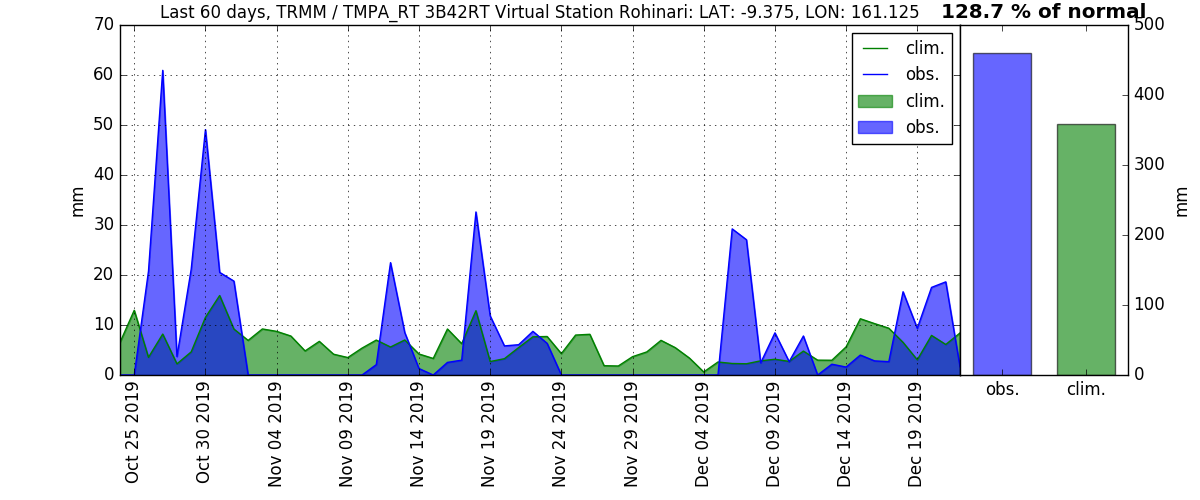 Last 60 days, TRMM / TMPA_RT 3B42RT Virtual Station Rohinari: LAT: -9.375, LON: 161.125
128.7 % of normal
70
60
50
40
30
20
10
0
mm
clim.
obs.
clim.
obs.
Oct 25 2019
Oct 30 2019
Nov 04 2019
Nov 09 2019
Nov 14 2019
Nov 19 2019
Nov 24 2019
Nov 29 2019
Dec 04 2019
Dec 09 2019
Dec 14 2019
Dec 19 2019
500
400
300
200
100
0
mm
obs.
clim.